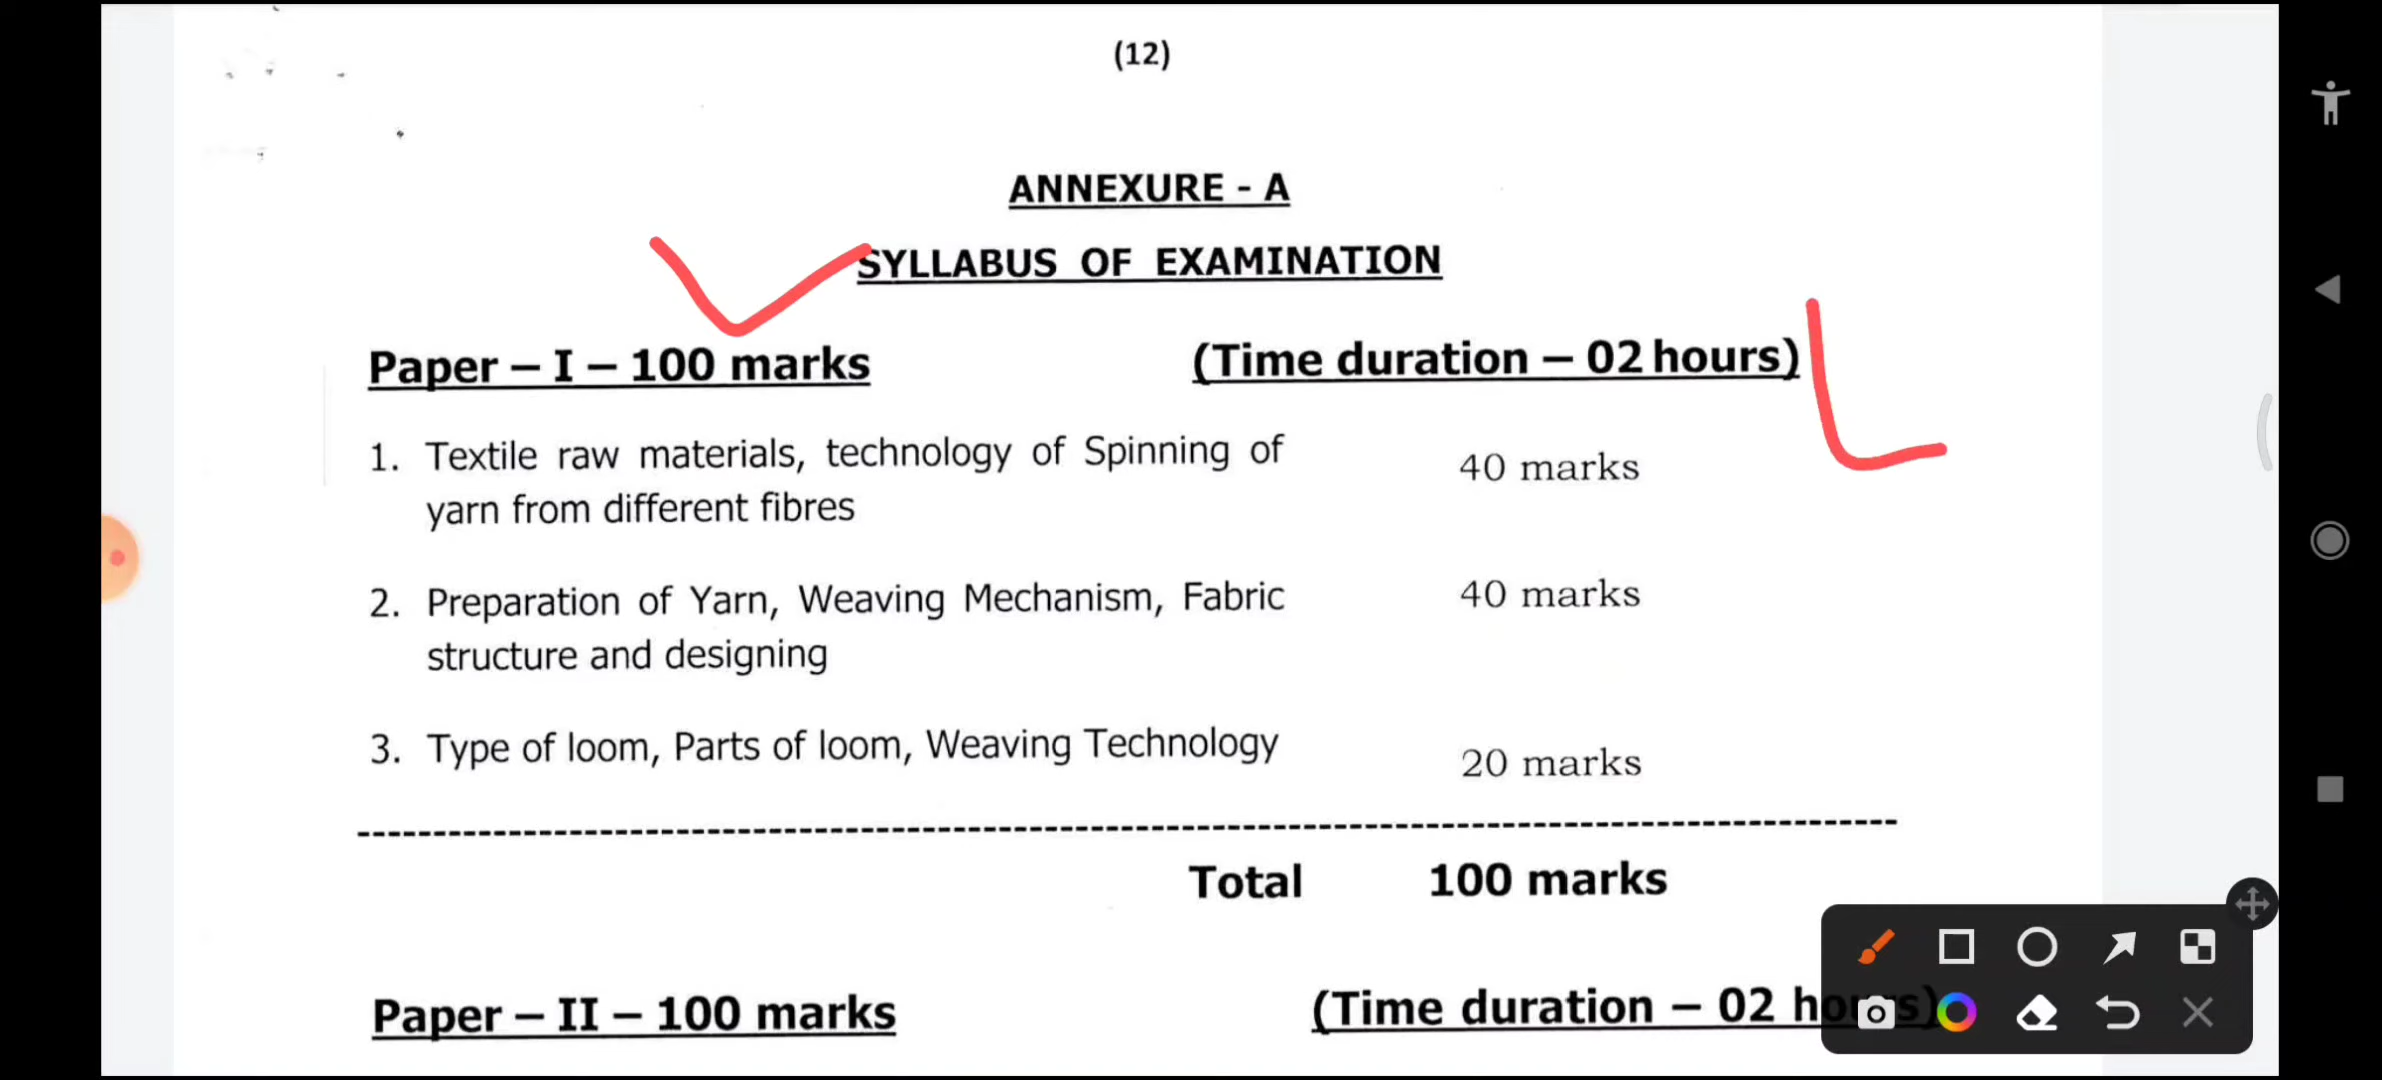 (12)
ANNEXURE - A
SYLLABUS OF EXAMINATION
Paper – I – 100 marks (Time duration – 02 hours)
1. Textile raw materials, technology of Spinning of 40 marks
yarn from different fibres
2. Preparation of Yarn, Weaving Mechanism, Fabric 40 marks
structure and designing
3. Type of loom, Parts of loom, Weaving Technology 20 marks
Total 100 marks
Paper – II – 100 marks (Time duration – 02 hours)